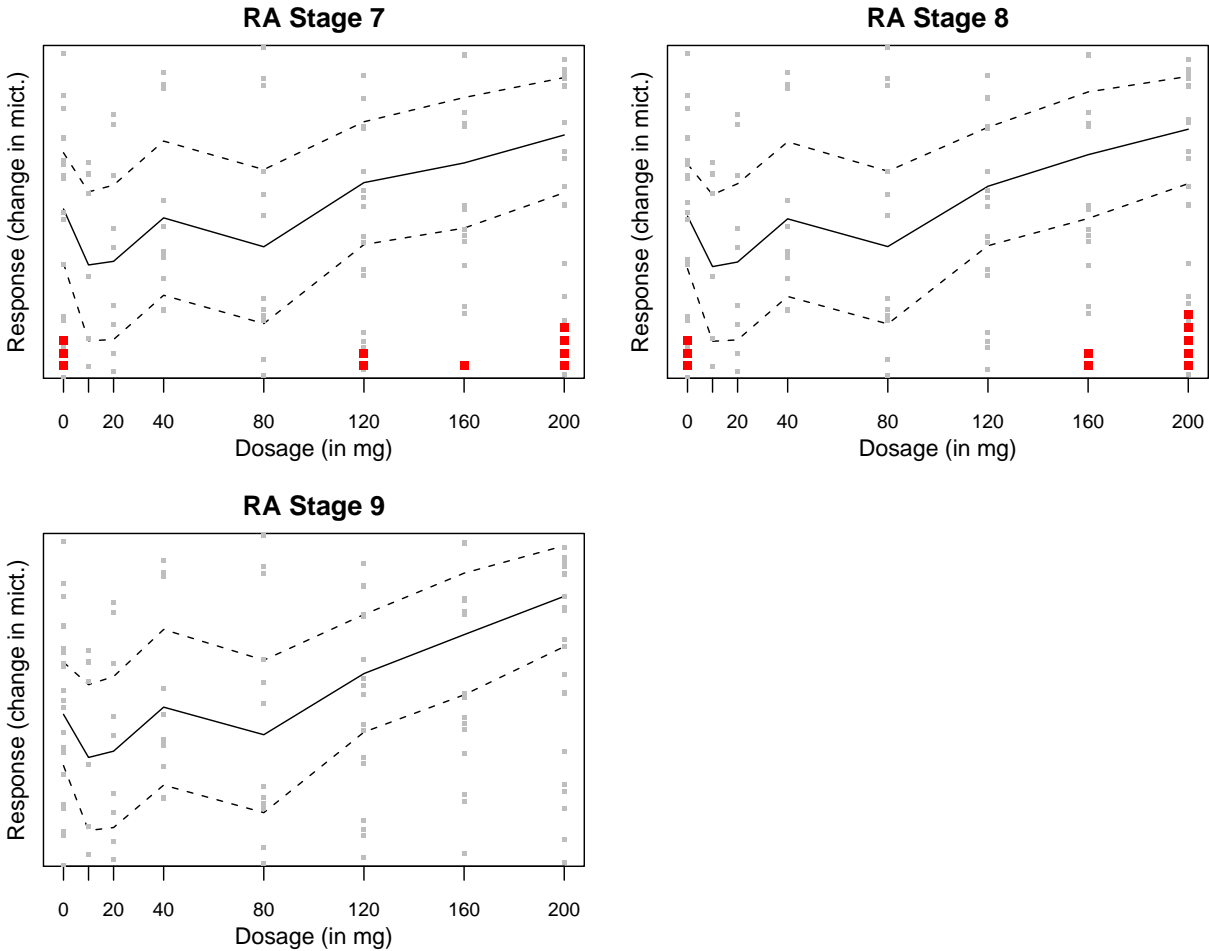 RA Stage 7
Response (change in mict.)
0 20 40 80 120 160 200
Dosage (in mg)
RA Stage 8
Response (change in mict.)
0 20 40 80 120 160 200
Dosage (in mg)
RA Stage 9
Response (change in mict.)
0 20 40 80 120 160 200
Dosage (in mg)